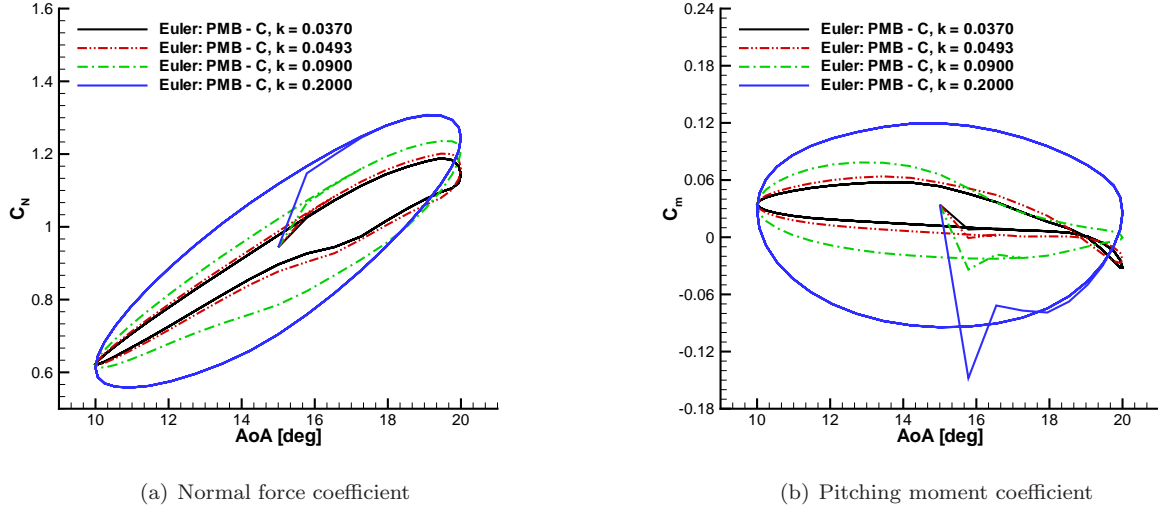 1.6
Euler: PMB - C, k = 0.0370
Euler: PMB - C, k = 0.0493
Euler: PMB - C, k = 0.0900
Euler: PMB - C, k = 0.2000
1.4
1.2
1
0.8
0.6
C_N
10 12 14 16 18 20
AoA [deg]
(a) Normal force coefficient
0.24
Euler: PMB - C, k = 0.0370
Euler: PMB - C, k = 0.0493
Euler: PMB - C, k = 0.0900
Euler: PMB - C, k = 0.2000
0.18
0.12
0.06
0
-0.06
-0.12
-0.18
C_m
10 12 14 16 18 20
AoA [deg]
(b) Pitching moment coefficient